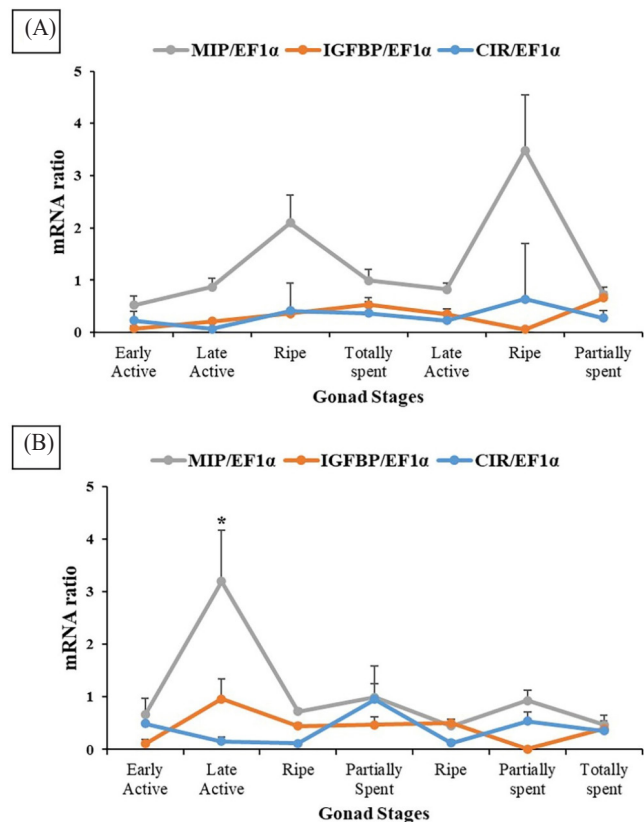 (A)
MIP/EF1α IGFBP/EF1α CIR/EF1α
5
4
3
2
1
0
mRNA ratio
Early Active
Late Active
Ripe
Totally spent
Late Active
Ripe
Partially spent
Gonad Stages
(B)
MIP/EF1α IGFBP/EF1α CIR/EF1α
5
4
3
2
1
0
mRNA ratio
*
Early Active
Late Active
Ripe
Partially Spent
Ripe
Partially spent
Totally spent
Gonad Stages